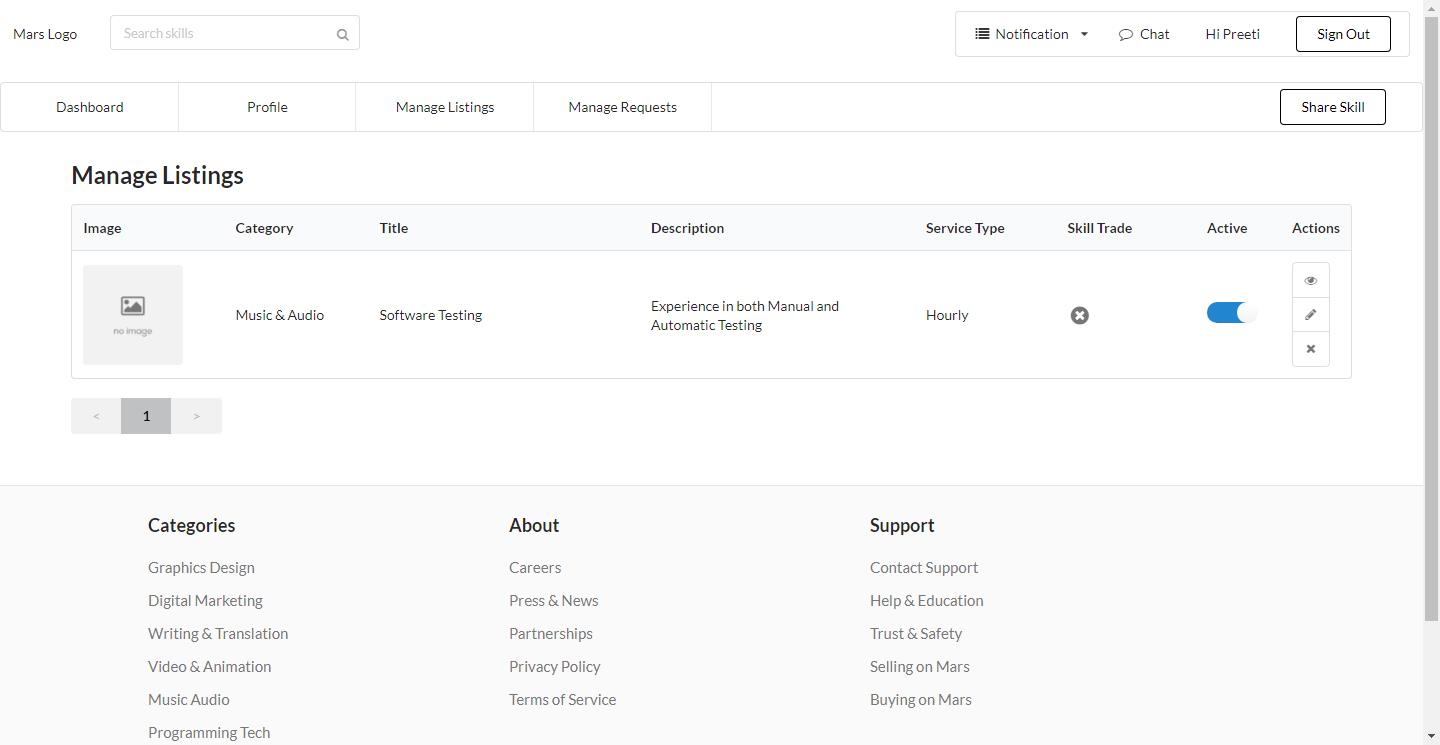 Mars Logo
Search skills
Notification
Chat
Hi Preeti
Sign Out
Dashboard
Profile
Manage Listings
Manage Requests
Share Skill
Manage Listings
Image
Category
Title
Description
Service Type
Skill Trade
Active
Actions
no image
Music & Audio
Software Testing
Experience in both Manual and
Automatic Testing
Hourly
<
1
>
Categories
Graphics Design
Digital Marketing
Writing & Translation
Video & Animation
Music Audio
Programming Tech
About
Careers
Press & News
Partnerships
Privacy Policy
Terms of Service
Support
Contact Support
Help & Education
Trust & Safety
Selling on Mars
Buying on Mars